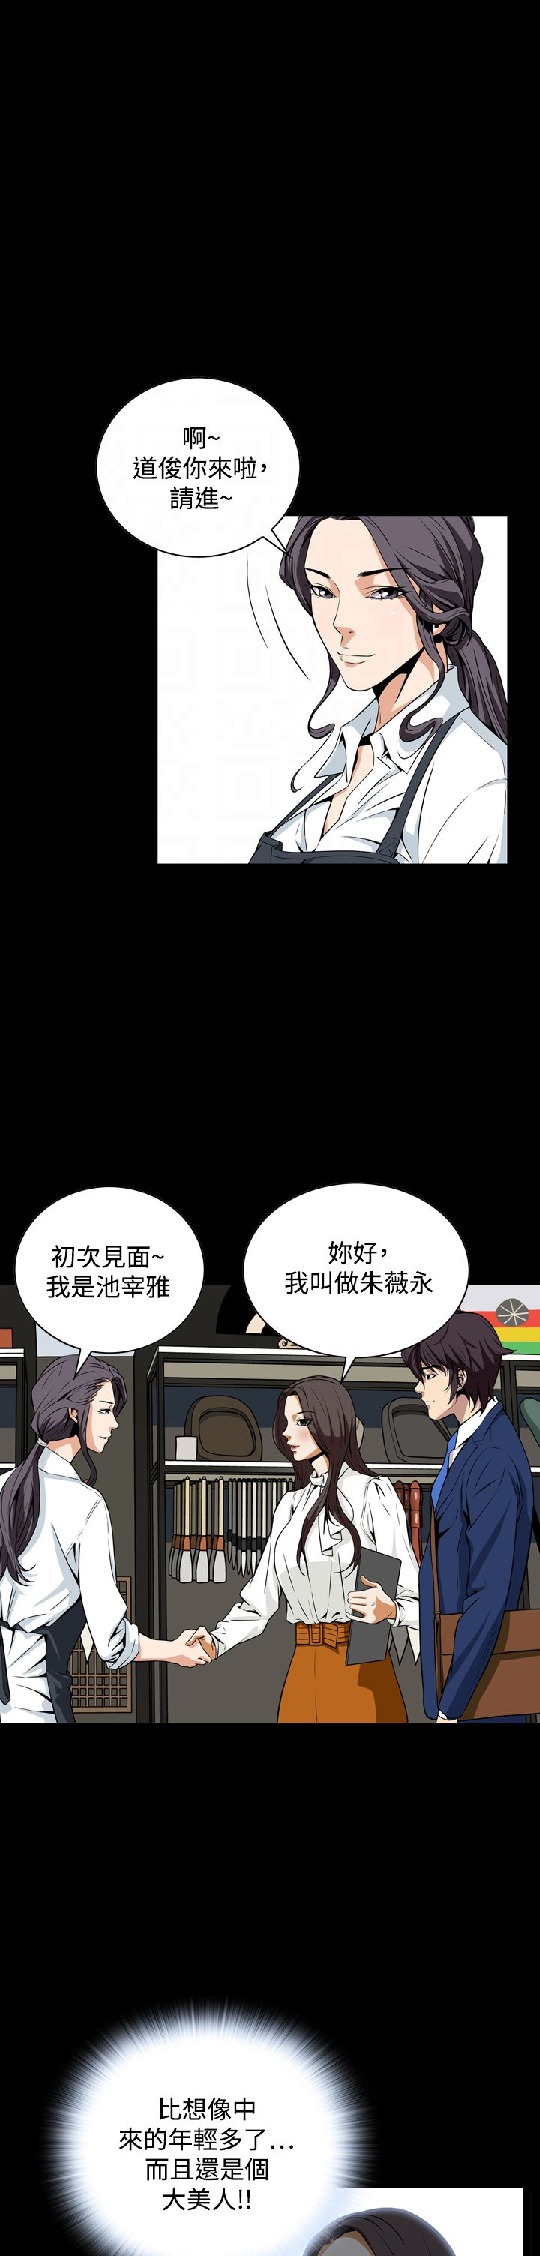 啊~
道俊你來啦，
請進~
初次見面~
我是池宰雅
妳好，
我叫做朱薇永
比想像中
來的年輕多了...
而且還是個
大美人!!